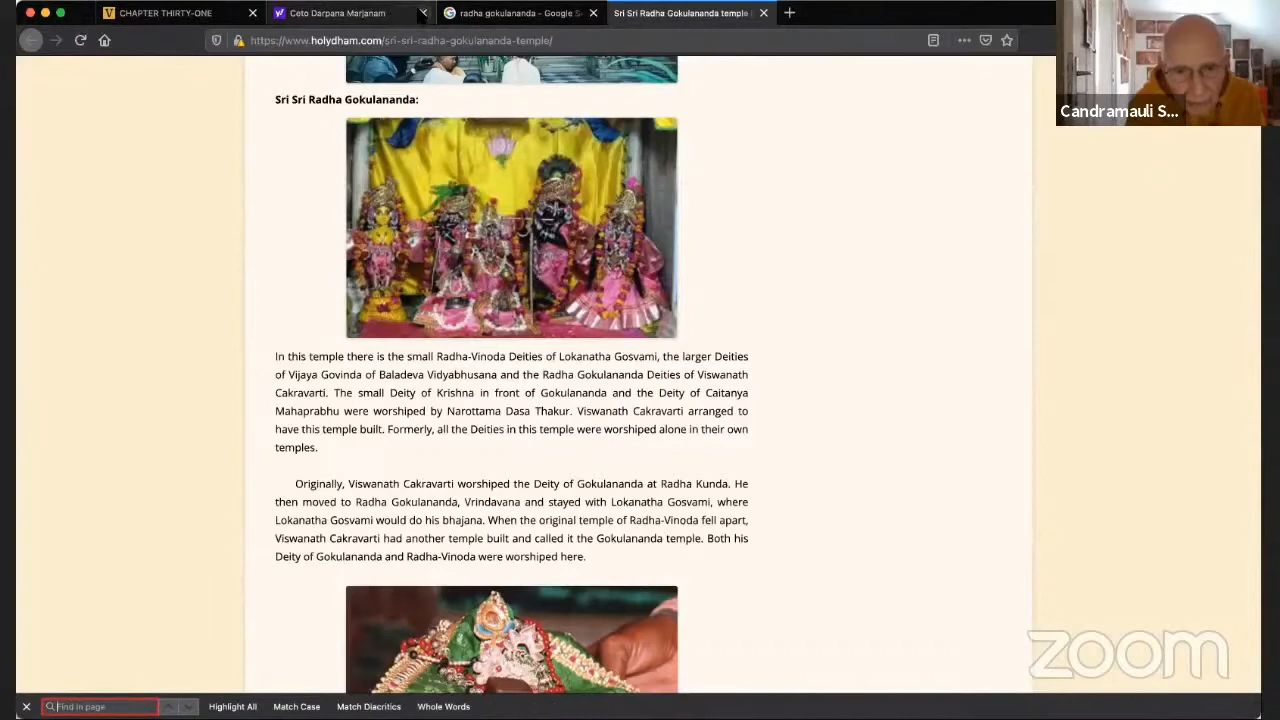 CHAPTER THIRTY-ONE
Ceto Darpana Marjanam
radha gokulananda - Google S
Sri Sri Radha Gokulananda temple
https://www.holydham.com/sri-sri-radha-gokulananda-temple/
Candramauli S...
Sri Sri Radha Gokulananda:
In this temple there is the small Radha-Vinoda Deities of Lokanatha Gosvami, the larger Deities
of Vijaya Govinda of Baladeva Vidyabhusana and the Radha Gokulananda Deities of Viswanath
Cakravarti. The small Deity of Krishna in front of Gokulananda and the Deity of Caitanya
Mahaprabhu were worshiped by Narottama Dasa Thakur. Viswanath Cakravarti arranged to
have this temple built. Formerly, all the Deities in this temple were worshiped alone in their own
temples.
Originally, Viswanath Cakravarti worshiped the Deity of Gokulananda at Radha Kunda. He
then moved to Radha Gokulananda, Vrindavana and stayed with Lokanatha Gosvami, where
Lokanatha Gosvami would do his bhajana. When the original temple of Radha-Vinoda fell apart,
Viswanath Cakravarti had another temple built and called it the Gokulananda temple. Both his
Deity of Gokulananda and Radha-Vinoda were worshiped here.
zoom
Find in page
Highlight All
Match Case
Match Diacritics
Whole Words